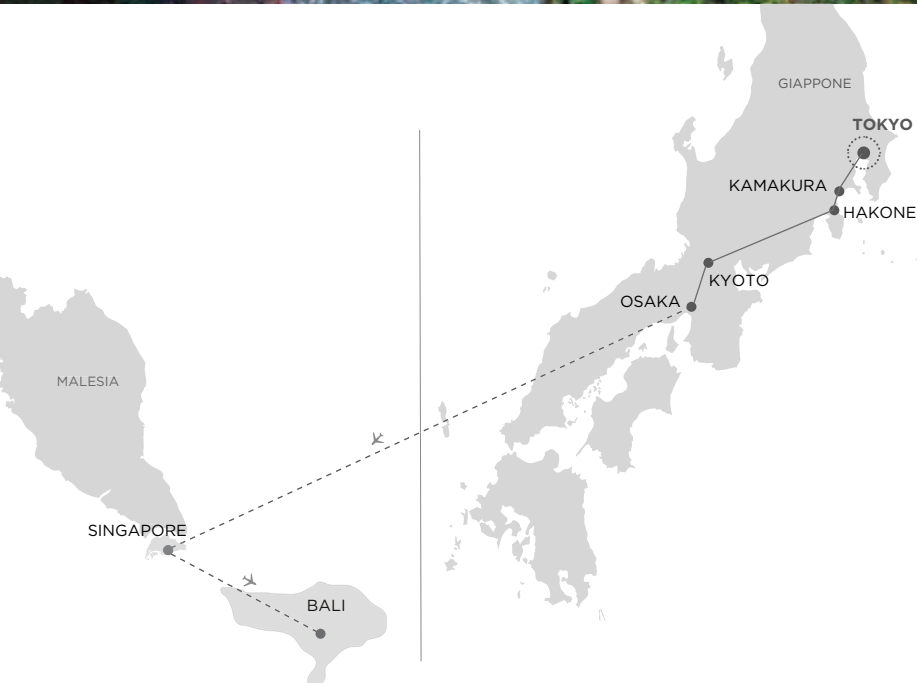 GIAPPONE
TOKYO
KAMAKURA
HAKONE
KYOTO
OSAKA
MALESIA
SINGAPORE
BALI